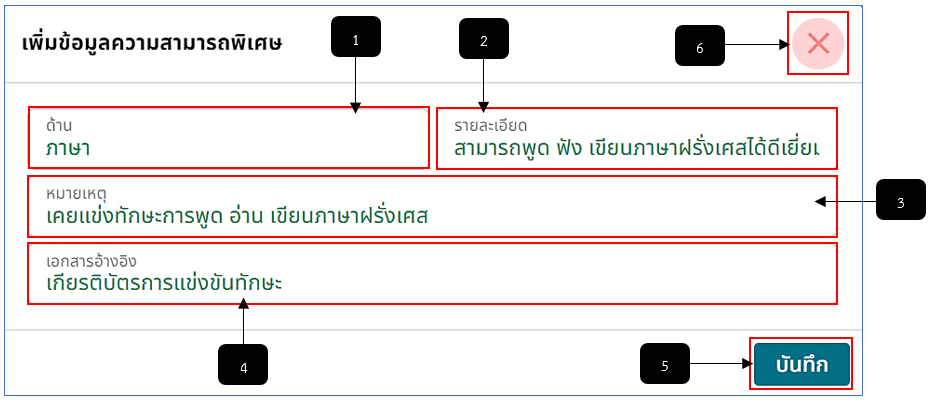 เพิ่มข้อมูลความสามารถพิเศษ
1
2
6
ด้าน
ภาษา
รายละเอียด
สามารถพูด ฟัง เขียนภาษาฝรั่งเศสได้ดีเยี่ย
หมายเหตุ
เคยแข่งทักษะการพูด อ่าน เขียนภาษาฝรั่งเศส
3
เอกสารอ้างอิง
เกียรติบัตรการแข่งขันทักษะ
4
5
บันทึก